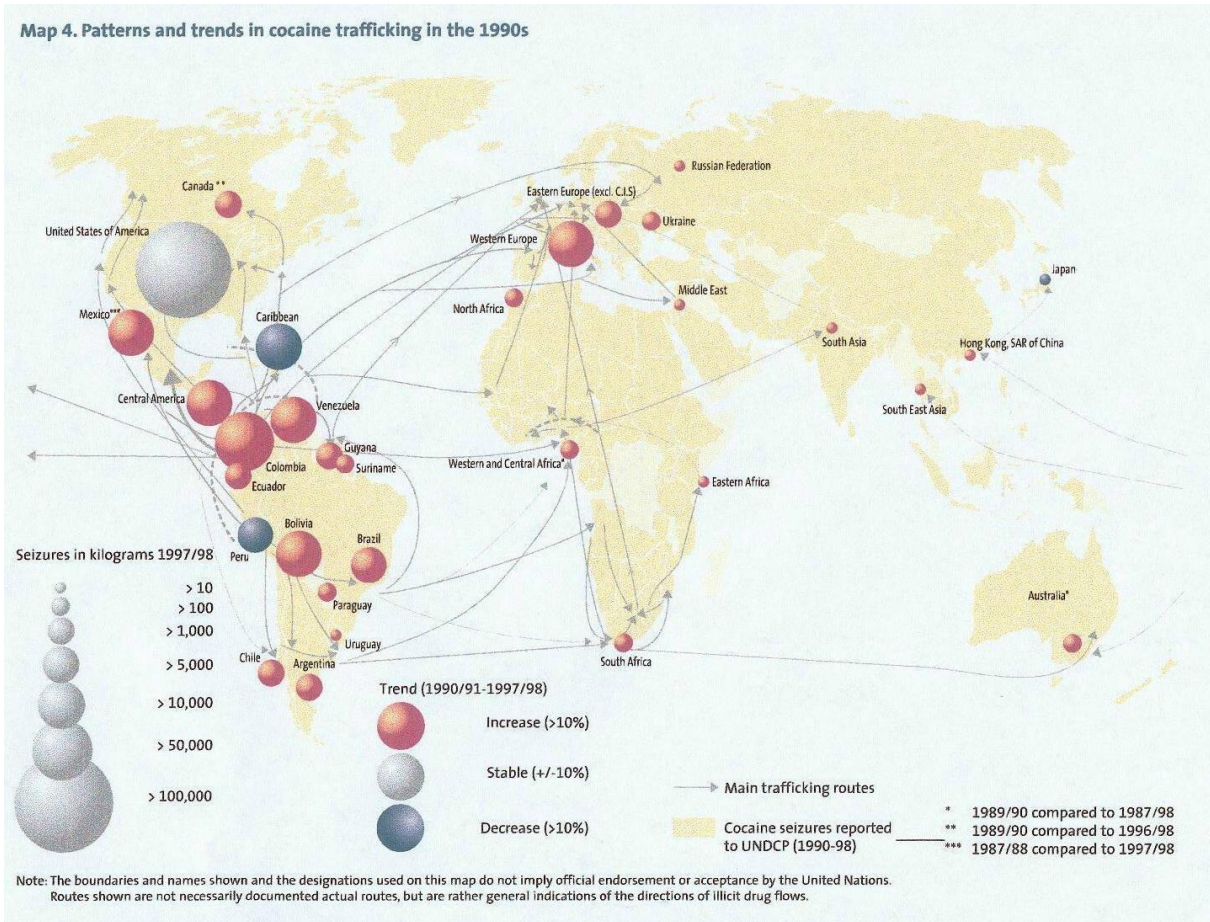 Map 4. Patterns and trends in cocaine trafficking in the 1990s
Russian Federation
Canada **
Eastern Europe (excl. C.I.S)
Ukraine
United States of America
Western Europe
Japan
Middle East
North Africa
Mexico***
Caribbean
South Asia
Hong Kong, SAR of China
Central America
Venezuela
South East Asia
Guyana
Colombia
Suriname
Western and Central Africa*
Ecuador
Eastern Africa
Bolivia
Brazil
Peru
Seizures in kilograms 1997/98
> 10
> 100
> 1,000
> 5,000
> 10,000
> 50,000
> 100,000
Paraguay
Uruguay
Chile
Argentina
South Africa
Australia*
Trend (1990/91-1997/98)
Increase (>10%)
Stable (+/-10%)
Decrease (>10%)
Main trafficking routes
Cocaine seizures reported
to UNDCP (1990-98)
* 1989/90 compared to 1987/98
** 1989/90 compared to 1996/98
*** 1987/88 compared to 1997/98
Note: The boundaries and names shown and the designations used on this map do not imply official endorsement or acceptance by the United Nations.
Routes shown are not necessarily documented actual routes, but are rather general indications of the directions of illicit drug flows.